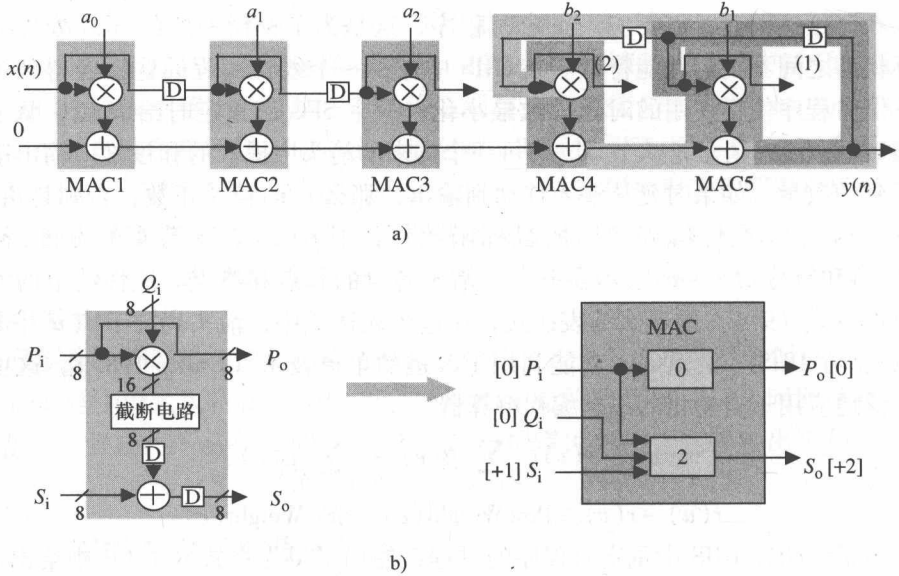 a₀ a₁ a₂ b₂ b₁
x(n) D D D D
(2) (1)
0
MAC1 MAC2 MAC3 MAC4 MAC5 y(n)
a)
Qᵢ
8
Pᵢ 8 8 Pₒ
16
截断电路
8
D
Sᵢ 8 D 8 Sₒ
MAC
[0] Pᵢ 0 Pₒ [0]
[0] Qᵢ
[+1] Sᵢ 2 Sₒ [+2]
b)